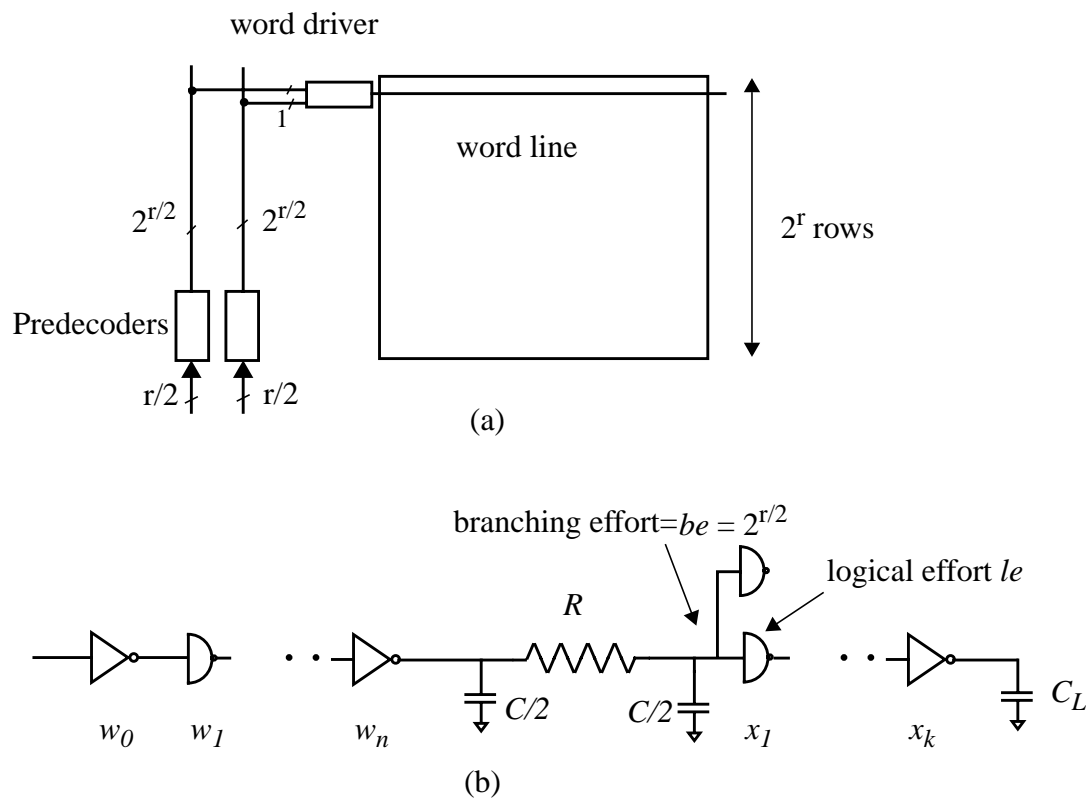 word driver
1
word line
2^{r/2}
2^{r/2}
2^r rows
Predecoders
r/2
r/2
(a)
branching effort=be = 2^{r/2}
logical effort le
R
C/2
C/2
C_L
w_0
w_1
w_n
x_1
x_k
(b)